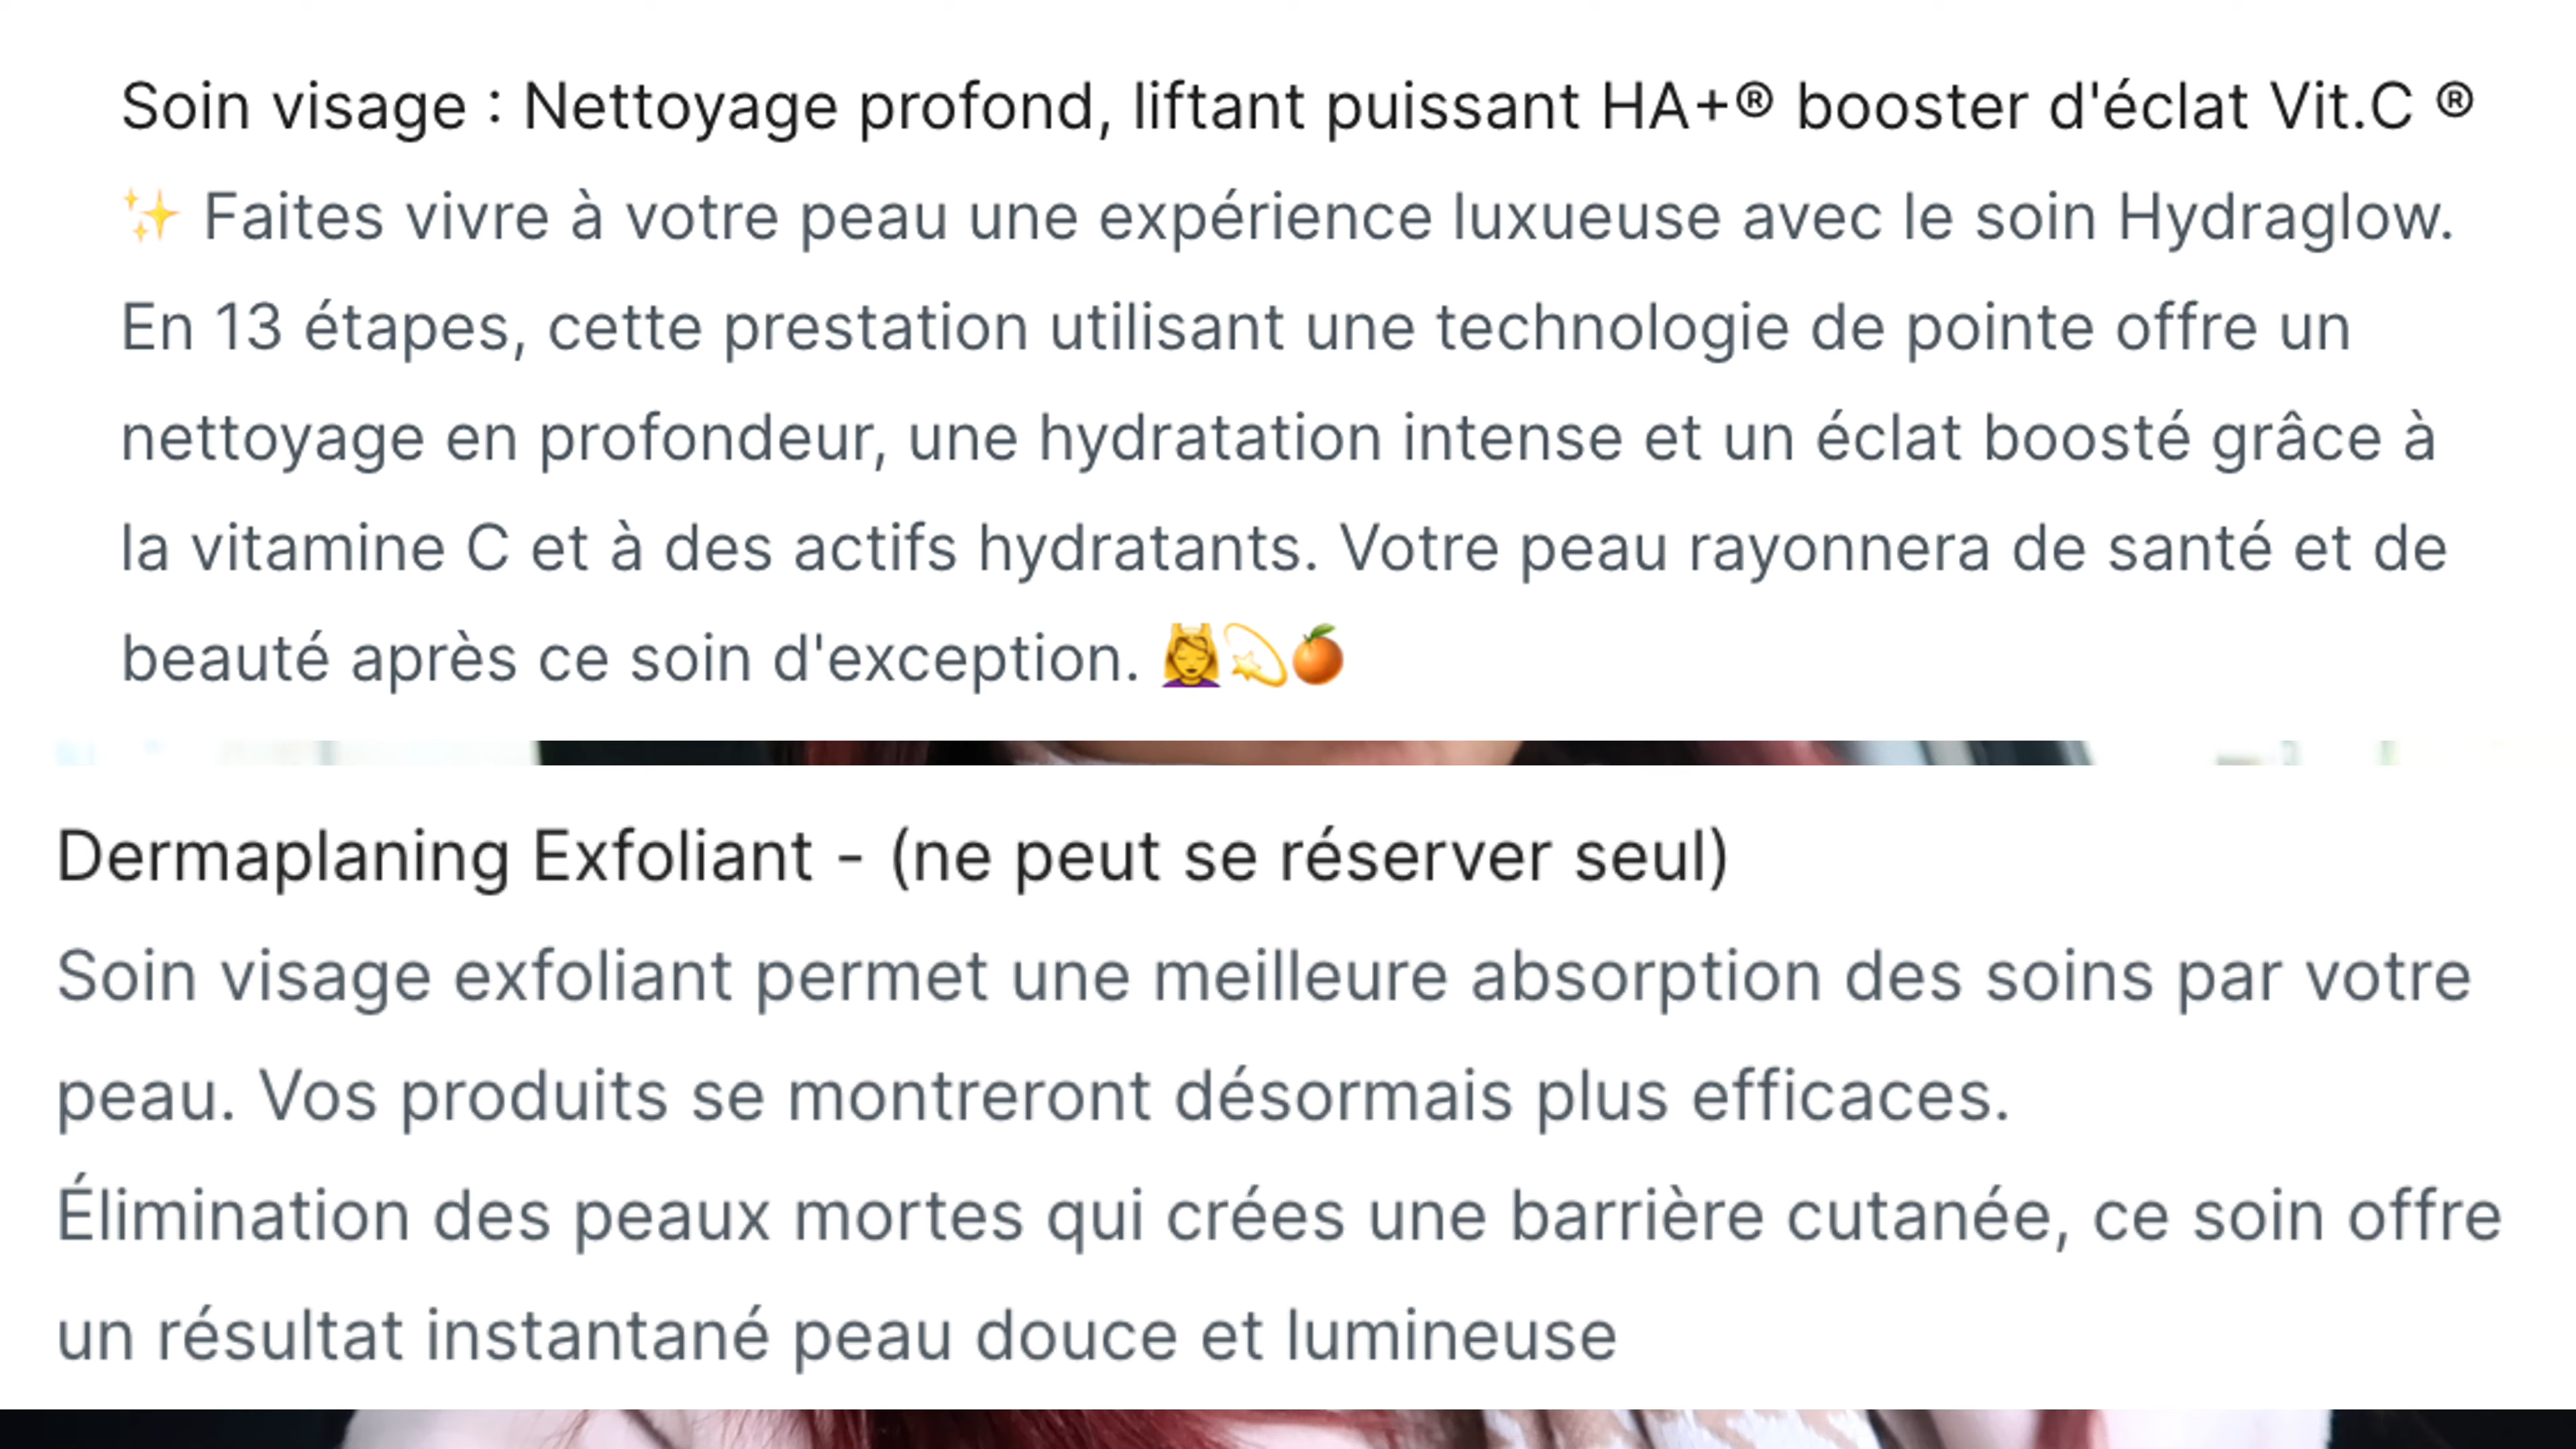 Soin visage : Nettoyage profond, liftant puissant HA+® booster d'éclat Vit.C ®
✨ Faites vivre à votre peau une expérience luxueuse avec le soin Hydraglow.
En 13 étapes, cette prestation utilisant une technologie de pointe offre un
nettoyage en profondeur, une hydratation intense et un éclat boosté grâce à
la vitamine C et à des actifs hydratants. Votre peau rayonnera de santé et de
beauté après ce soin d'exception. 💆‍♀️💫🍊
Dermaplaning Exfoliant - (ne peut se réserver seul)
Soin visage exfoliant permet une meilleure absorption des soins par votre
peau. Vos produits se montreront désormais plus efficaces.
Élimination des peaux mortes qui crées une barrière cutanée, ce soin offre
un résultat instantané peau douce et lumineuse